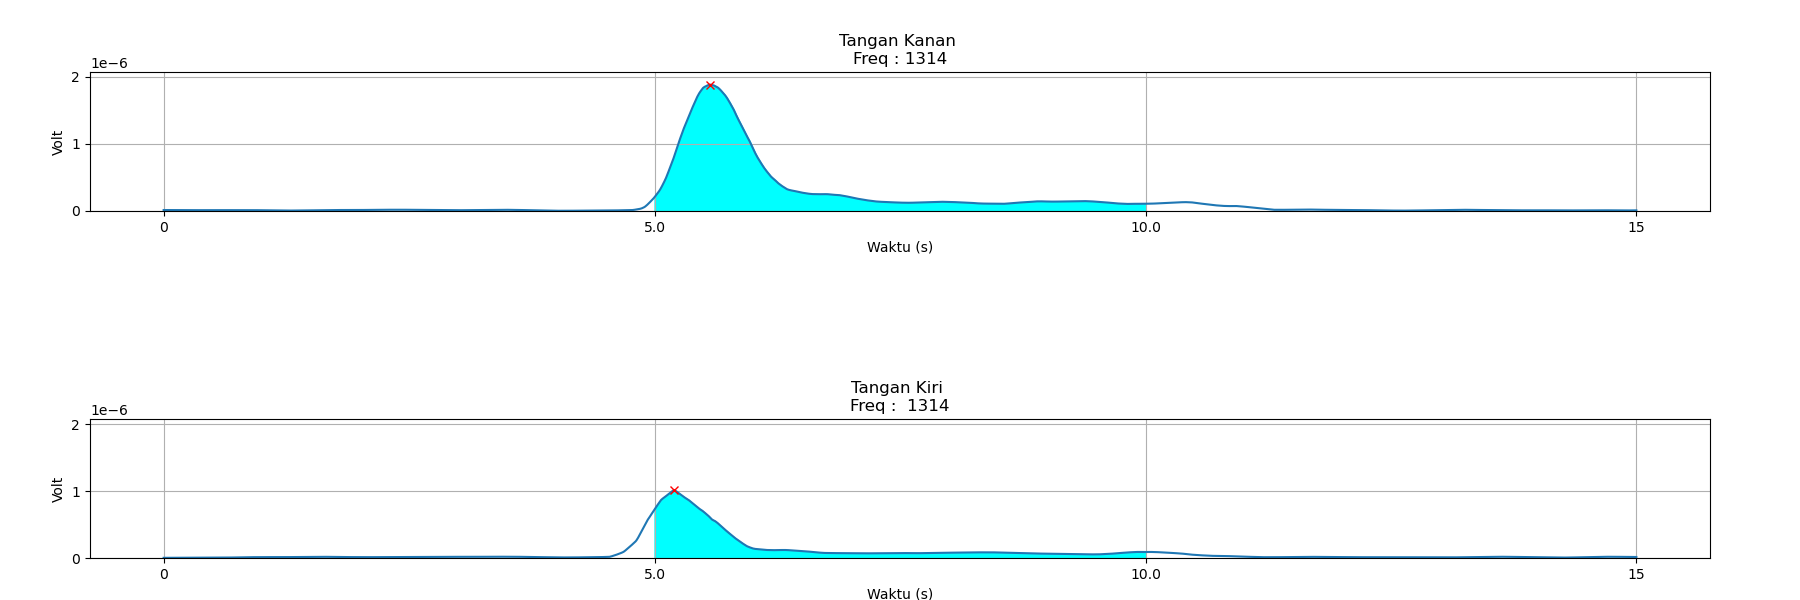 Tangan Kanan
Freq : 1314
1e−6
2
1
0
Volt
0 5.0 10.0 15
Waktu (s)
Tangan Kiri
Freq :  1314
1e−6
2
1
0
Volt
0 5.0 10.0 15
Waktu (s)